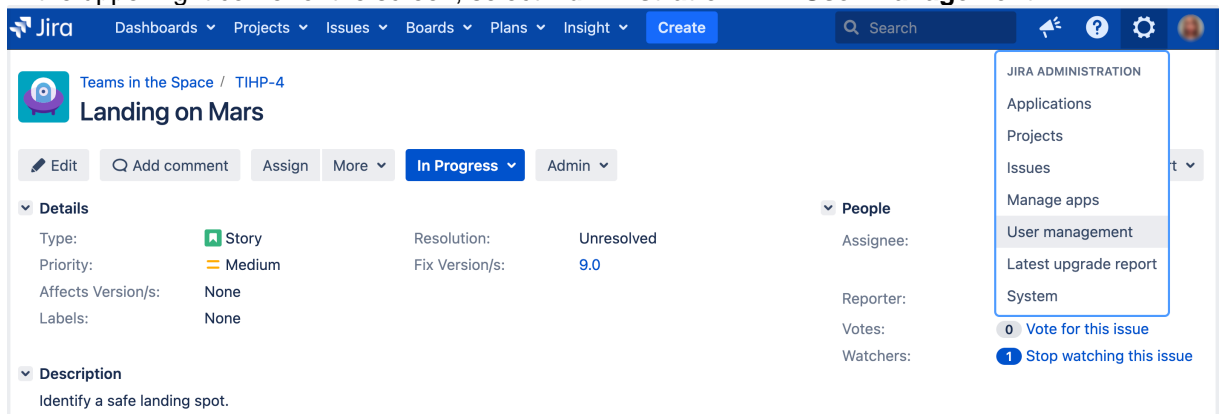 Jira Dashboards Projects Issues Boards Plans Insight Create Search
JIRA ADMINISTRATION
Applications
Projects
Issues
Manage apps
User management
Latest upgrade report
System
Teams in the Space / TIHP-4
Landing on Mars
Edit Add comment Assign More In Progress Admin
Details
Type: Story Resolution: Unresolved
Priority: Medium Fix Version/s: 9.0
Affects Version/s: None
Labels: None
People
Assignee:
Reporter:
Votes: 0 Vote for this issue
Watchers: 1 Stop watching this issue
Description
Identify a safe landing spot.